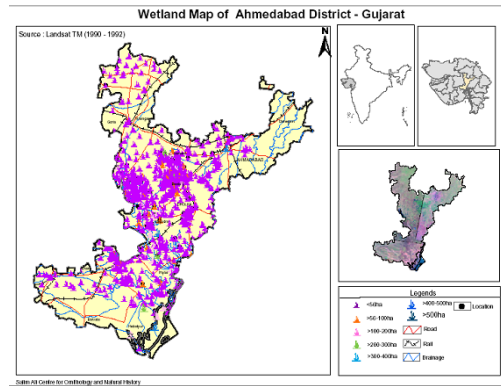 Wetland Map of Ahmedabad District - Gujarat
Source : Landsat TM (1990 - 1992)
N
AHMEDABAD
Legends
<50ha
>50-100ha
>100-200ha
>200-300ha
>300-400ha
>400-500ha
>500ha
Location
Road
Rail
Drainage
Salim Ali Centre for Ornithology and Natural History